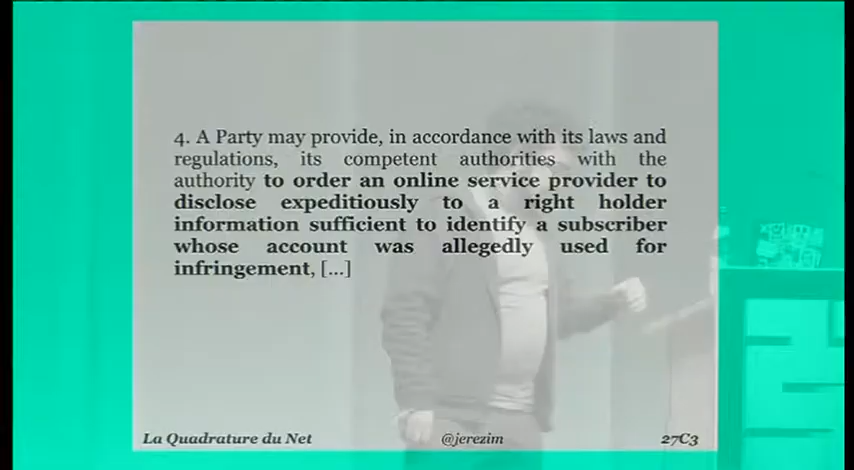 4. A Party may provide, in accordance with its laws and
regulations, its competent authorities with the
authority to order an online service provider to
disclose expeditiously to a right holder
information sufficient to identify a subscriber
whose account was allegedly used for
infringement, [...]
La Quadrature du Net @jerezim 27C3